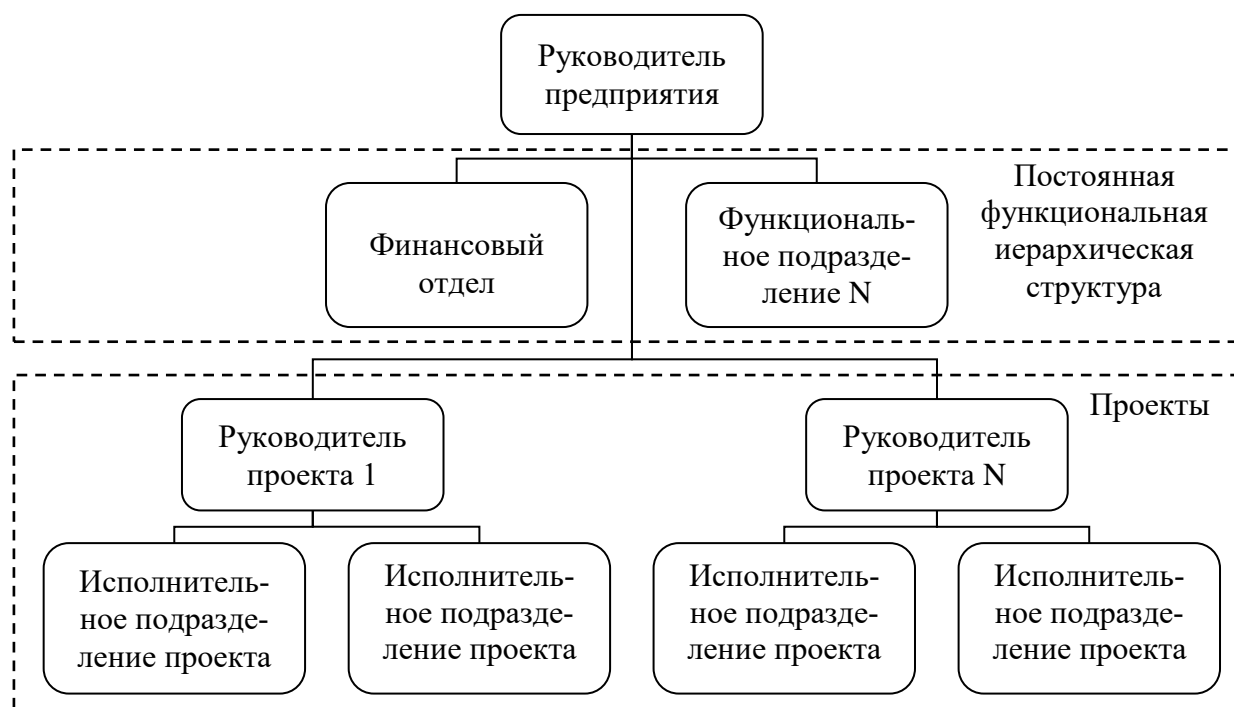 Руководитель
предприятия
Финансовый
отдел
Функциональ-
ное подразде-
ление N
Постоянная
функциональная
иерархическая
структура
Проекты
Руководитель
проекта 1
Руководитель
проекта N
Исполнитель-
ное подразде-
ление проекта
Исполнитель-
ное подразде-
ление проекта
Исполнитель-
ное подразде-
ление проекта
Исполнитель-
ное подразде-
ление проекта